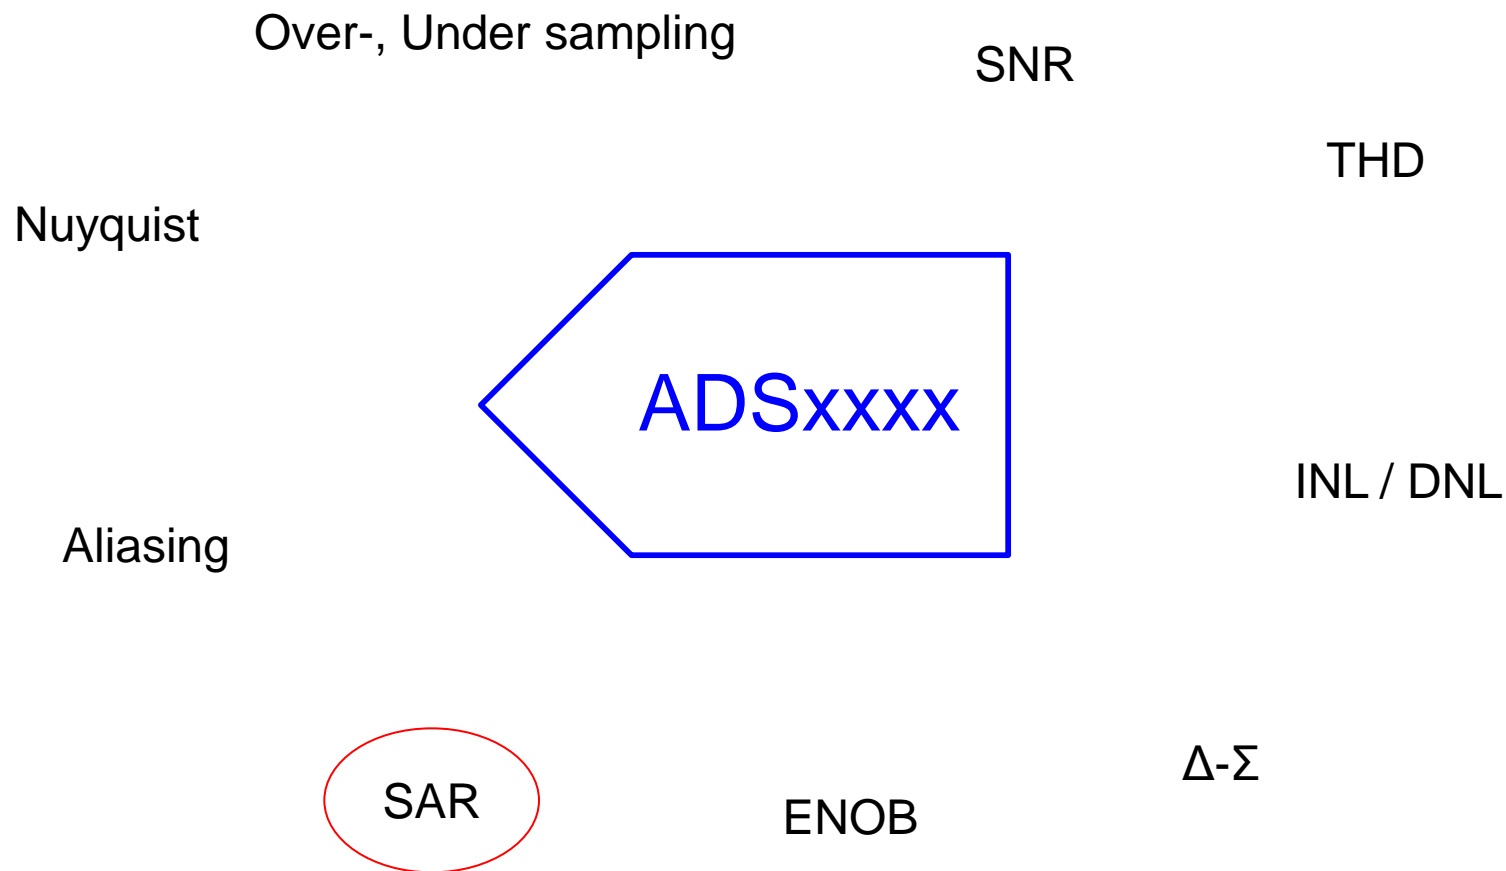 Over-, Under sampling
SNR
THD
Nuyquist
ADSxxxx
INL / DNL
Aliasing
Δ-Σ
SAR
ENOB